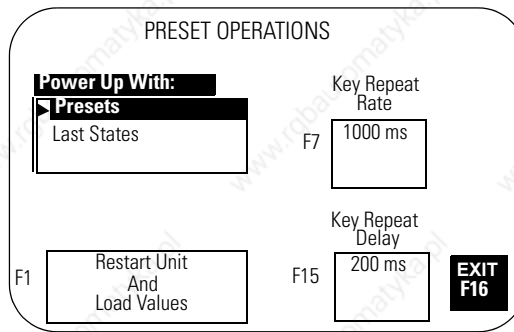 PRESET OPERATIONS
Power Up With:
Presets
Last States
Key Repeat
Rate
F7
1000 ms
F1
Restart Unit
And
Load Values
Key Repeat
Delay
F15
200 ms
EXIT
F16